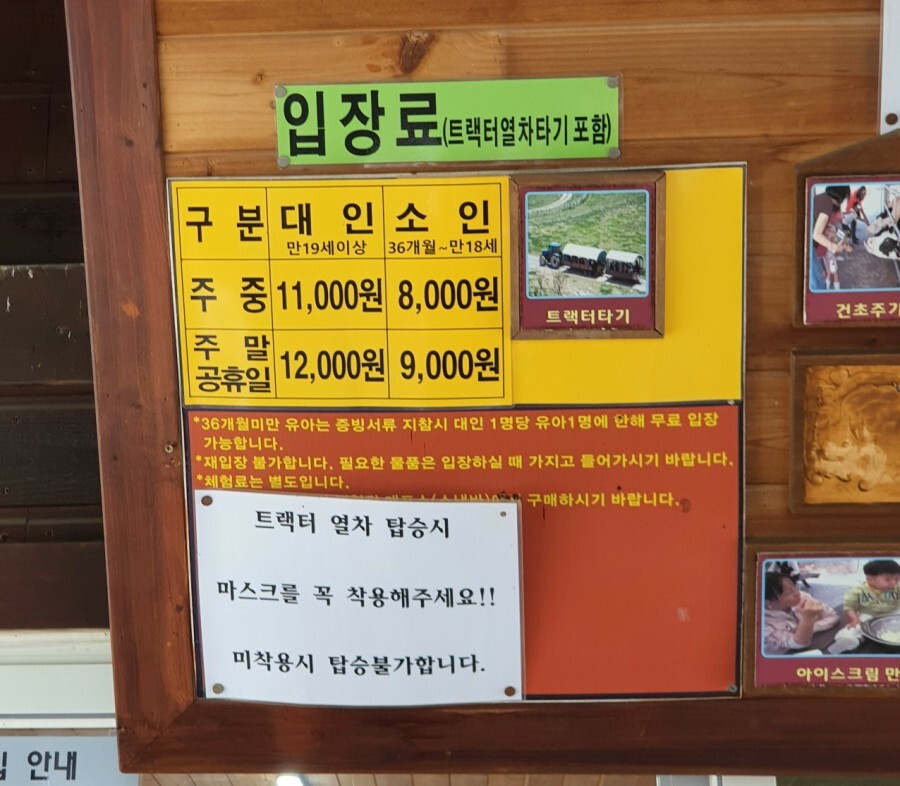 입장료(트랙터열차타기 포함)
구 분 대 인 소 인
만19세이상 36개월~만18세
주 중 11,000원 8,000원
주 말
공휴일 12,000원 9,000원
트랙터타기
*36개월미만 유아는 증빙서류 지참시 대인 1명당 유아1명에 한해 무료 입장
가능합니다.
*재입장 불가합니다. 필요한 물품은 입장하실 때 가지고 들어가시기 바랍니다.
*체험료는 별도입니다.
구매하시기 바랍니다.
트랙터 열차 탑승시
마스크를 꼭 착용해주세요!!
미착용시 탑승불가합니다.
건초주기
아이스크림 만
안내